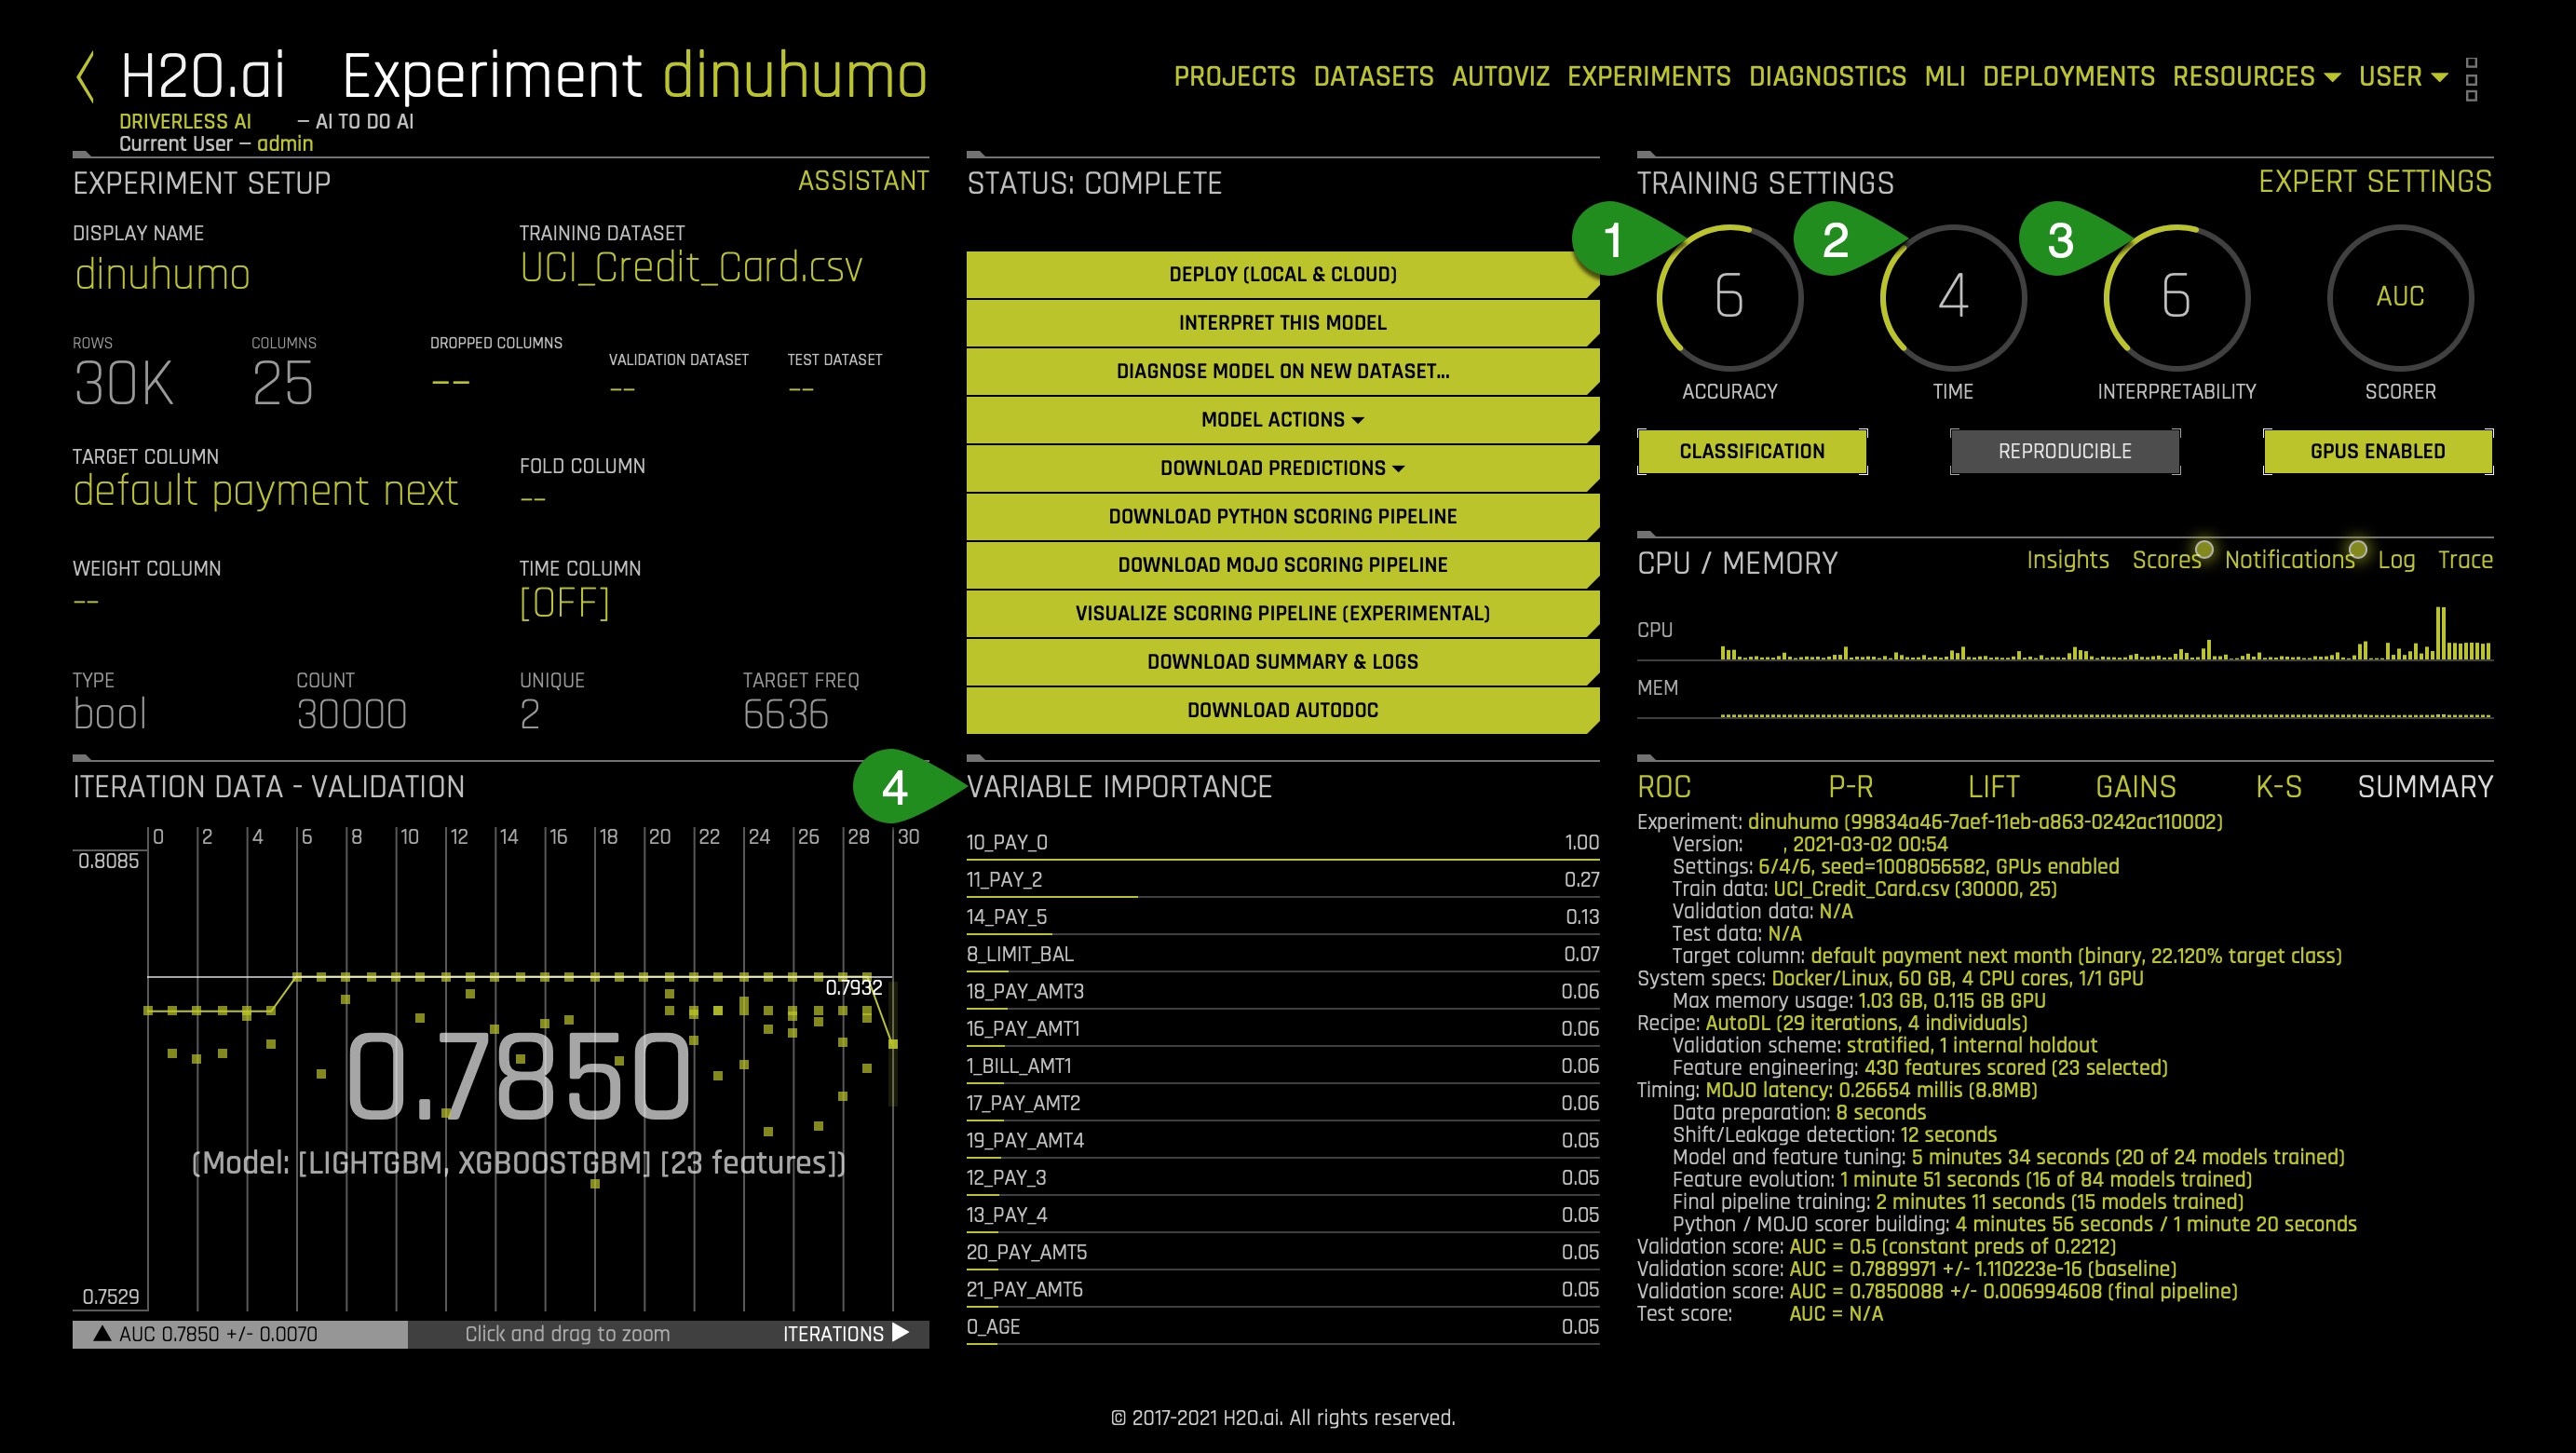 H2O.ai Experiment dinuhumo
DRIVERLESS AI – AI TO DO AI
Current User – admin
PROJECTS DATASETS AUTOVIZ EXPERIMENTS DIAGNOSTICS MLI DEPLOYMENTS RESOURCES USER
EXPERIMENT SETUP ASSISTANT
DISPLAY NAME TRAINING DATASET
dinuhumo UCI_Credit_Card.csv
ROWS COLUMNS DROPPED COLUMNS VALIDATION DATASET TEST DATASET
30K 25 -- -- --
TARGET COLUMN FOLD COLUMN
default payment next --
WEIGHT COLUMN TIME COLUMN
-- [OFF]
TYPE COUNT UNIQUE TARGET FREQ
bool 30000 2 6636
STATUS: COMPLETE
DEPLOY (LOCAL & CLOUD)
INTERPRET THIS MODEL
DIAGNOSE MODEL ON NEW DATASET...
MODEL ACTIONS
DOWNLOAD PREDICTIONS
DOWNLOAD PYTHON SCORING PIPELINE
DOWNLOAD MOJO SCORING PIPELINE
VISUALIZE SCORING PIPELINE (EXPERIMENTAL)
DOWNLOAD SUMMARY & LOGS
DOWNLOAD AUTODOC
TRAINING SETTINGS EXPERT SETTINGS
1 2 3
6 4 6 AUC
ACCURACY TIME INTERPRETABILITY SCORER
CLASSIFICATION REPRODUCIBLE GPUS ENABLED
CPU / MEMORY Insights Scores Notifications Log Trace
CPU
MEM
ITERATION DATA - VALIDATION
0 2 4 6 8 10 12 14 16 18 20 22 24 26 28 30
0.8085
0.7932
0.7850
(Model: [LIGHTGBM, XGBOOSTGBM] [23 features])
0.7529
AUC 0.7850 +/- 0.0070 Click and drag to zoom ITERATIONS
4
VARIABLE IMPORTANCE
10_PAY_0 1.00
11_PAY_2 0.27
14_PAY_5 0.13
8_LIMIT_BAL 0.07
18_PAY_AMT3 0.06
16_PAY_AMT1 0.06
1_BILL_AMT1 0.06
17_PAY_AMT2 0.06
19_PAY_AMT4 0.05
12_PAY_3 0.05
13_PAY_4 0.05
20_PAY_AMT5 0.05
21_PAY_AMT6 0.05
0_AGE 0.05
ROC P-R LIFT GAINS K-S SUMMARY
Experiment: dinuhumo (99834a46-7aef-11eb-a863-0242ac110002)
Version: , 2021-03-02 00:54
Settings: 6/4/6, seed=1008056582, GPUs enabled
Train data: UCI_Credit_Card.csv (30000, 25)
Validation data: N/A
Test data: N/A
Target column: default payment next month (binary, 22.120% target class)
System specs: Docker/Linux, 60 GB, 4 CPU cores, 1/1 GPU
Max memory usage: 1.03 GB, 0.115 GB GPU
Recipe: AutoDL (29 iterations, 4 individuals)
Validation scheme: stratified, 1 internal holdout
Feature engineering: 430 features scored (23 selected)
Timing: MOJO latency: 0.26654 millis (8.8MB)
Data preparation: 8 seconds
Shift/Leakage detection: 12 seconds
Model and feature tuning: 5 minutes 34 seconds (20 of 24 models trained)
Feature evolution: 1 minute 51 seconds (16 of 84 models trained)
Final pipeline training: 2 minutes 11 seconds (15 models trained)
Python / MOJO scorer building: 4 minutes 56 seconds / 1 minute 20 seconds
Validation score: AUC = 0.5 (constant preds of 0.2212)
Validation score: AUC = 0.7889971 +/- 1.110223e-16 (baseline)
Validation score: AUC = 0.7850088 +/- 0.006994608 (final pipeline)
Test score: AUC = N/A
© 2017-2021 H2O.ai. All rights reserved.